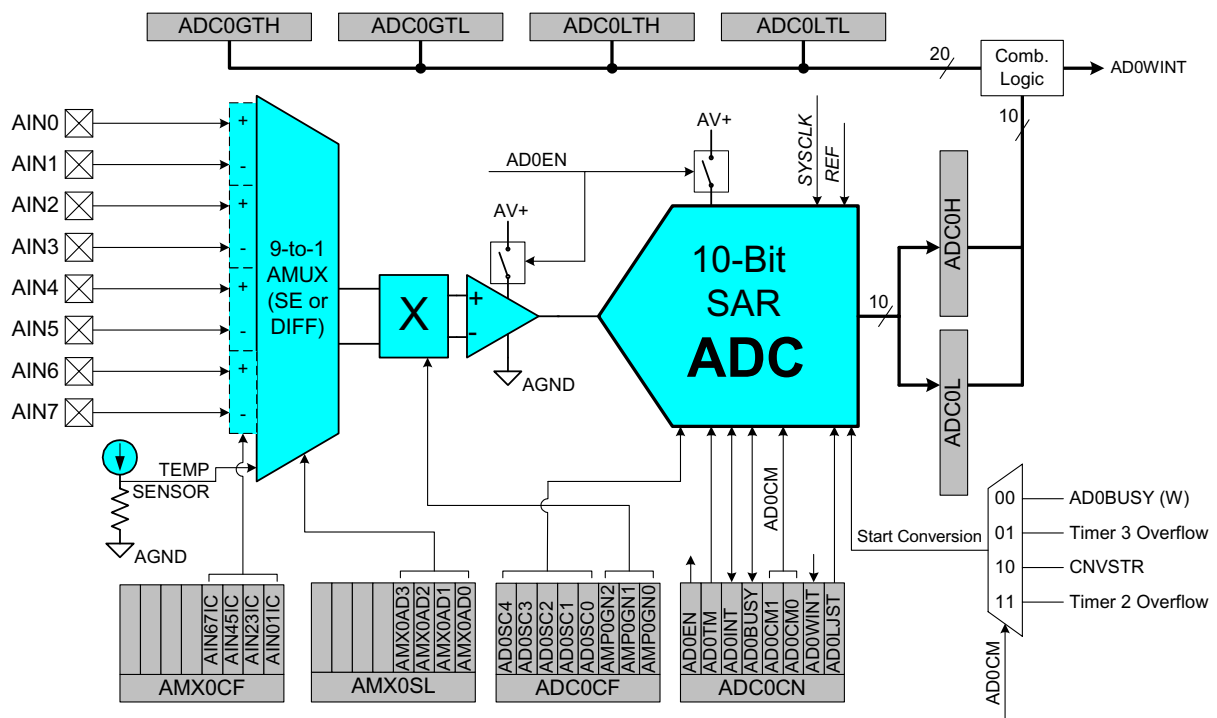 ADC0GTH
ADC0GTL
ADC0LTH
ADC0LTL
20
Comb.
Logic
AD0WINT
10
AIN0
AIN1
AIN2
AIN3
AIN4
AIN5
AIN6
AIN7
+
-
+
-
+
-
+
-
9-to-1
AMUX
(SE or
DIFF)
TEMP
SENSOR
AGND
X
+
-
AV+
AGND
AD0EN
AV+
SYSCLK
REF
10-Bit
SAR
ADC
10
ADC0H
ADC0L
AD0CM
Start Conversion
00
01
10
11
AD0BUSY (W)
Timer 3 Overflow
CNVSTR
Timer 2 Overflow
AD0CM
AIN67IC
AIN45IC
AIN23IC
AIN01IC
AMX0CF
AMX0AD3
AMX0AD2
AMX0AD1
AMX0AD0
AMX0SL
AD0SC4
AD0SC3
AD0SC2
AD0SC1
AD0SC0
AMP0GN2
AMP0GN1
AMP0GN0
ADC0CF
AD0EN
AD0TM
AD0INT
AD0BUSY
AD0CM1
AD0CM0
AD0WINT
AD0LJST
ADC0CN